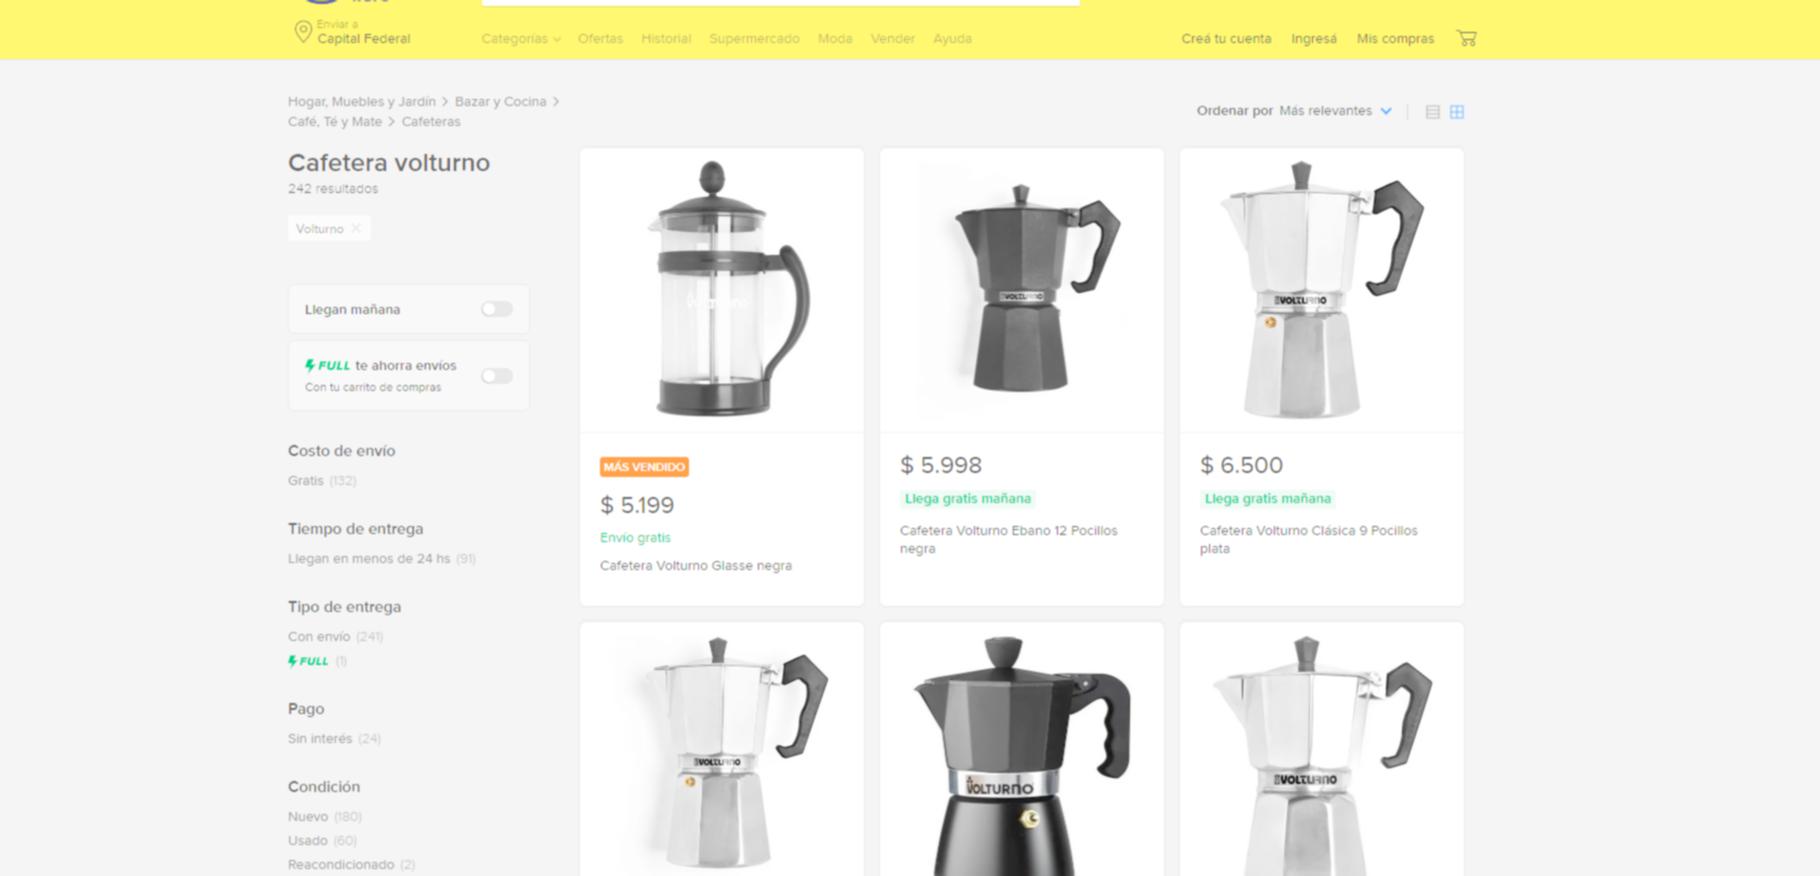 Enviar a
Capital Federal
Categorías Ofertas Historial Supermercado Moda Vender Ayuda
Creá tu cuenta Ingresá Mis compras
Hogar, Muebles y Jardín > Bazar y Cocina >
Café, Té y Mate > Cafeteras
Ordenar por Más relevantes
Cafetera volturno
242 resultados
Volturno ×
Llegan mañana
FULL te ahorra envíos
Con tu carrito de compras
Costo de envío
Gratis (132)
Tiempo de entrega
Llegan en menos de 24 hs (91)
Tipo de entrega
Con envío (241)
FULL (1)
Pago
Sin interés (24)
Condición
Nuevo (180)
Usado (60)
Reacondicionado (2)
Volturno
VOLTURNO
VOLTURNO
MÁS VENDIDO
$ 5.199
Envío gratis
Cafetera Volturno Glasse negra
$ 5.998
Llega gratis mañana
Cafetera Volturno Ebano 12 Pocillos
negra
$ 6.500
Llega gratis mañana
Cafetera Volturno Clásica 9 Pocillos
plata
VOLTURNO
VOLTURNO
VOLTURNO